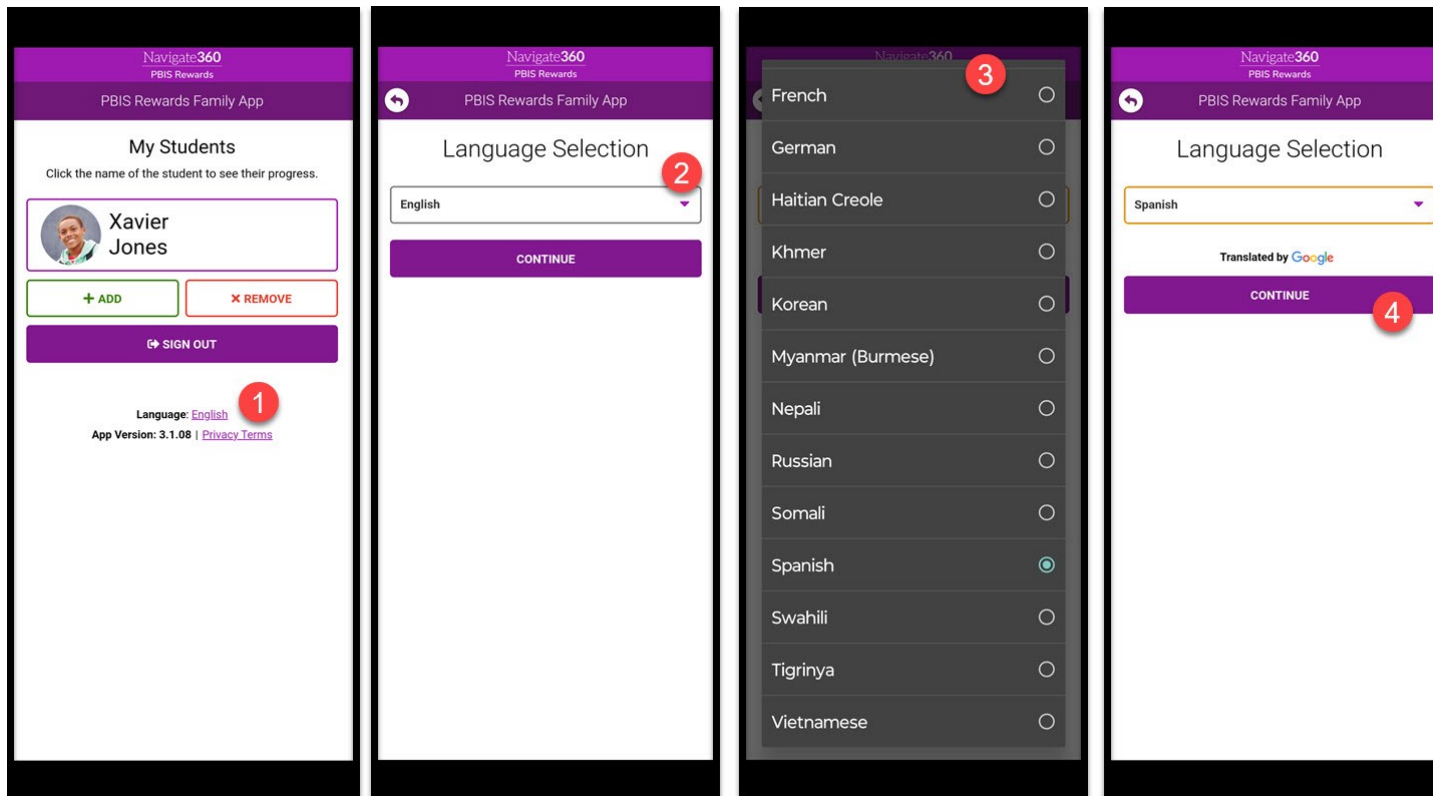 Navigate360
PBIS Rewards
PBIS Rewards Family App
My Students
Click the name of the student to see their progress.
Xavier
Jones
+ ADD
× REMOVE
SIGN OUT
1
Language: English
App Version: 3.1.08 | Privacy Terms
Navigate360
PBIS Rewards
PBIS Rewards Family App
Language Selection
2
English
CONTINUE
Navigate360
3
French
German
Haitian Creole
Khmer
Korean
Myanmar (Burmese)
Nepali
Russian
Somali
Spanish
Swahili
Tigrinya
Vietnamese
Navigate360
PBIS Rewards
PBIS Rewards Family App
Language Selection
Spanish
Translated by Google
CONTINUE
4